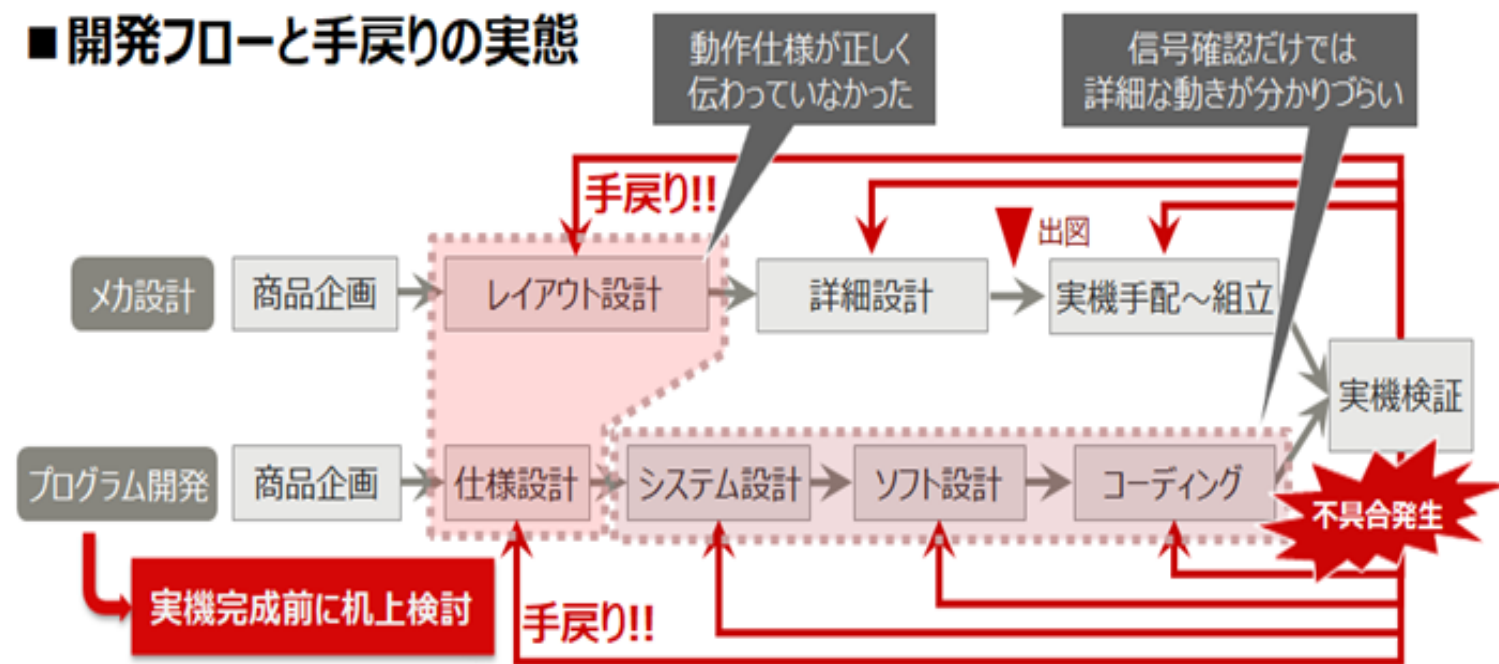 ■開発フローと手戻りの実態
動作仕様が正しく
伝わっていなかった
信号確認だけでは
詳細な動きが分かりづらい
手戻り!!
出図
メカ設計
商品企画
レイアウト設計
詳細設計
実機手配～組立
実機検証
プログラム開発
商品企画
仕様設計
システム設計
ソフト設計
コーディング
不具合発生
実機完成前に机上検討
手戻り!!